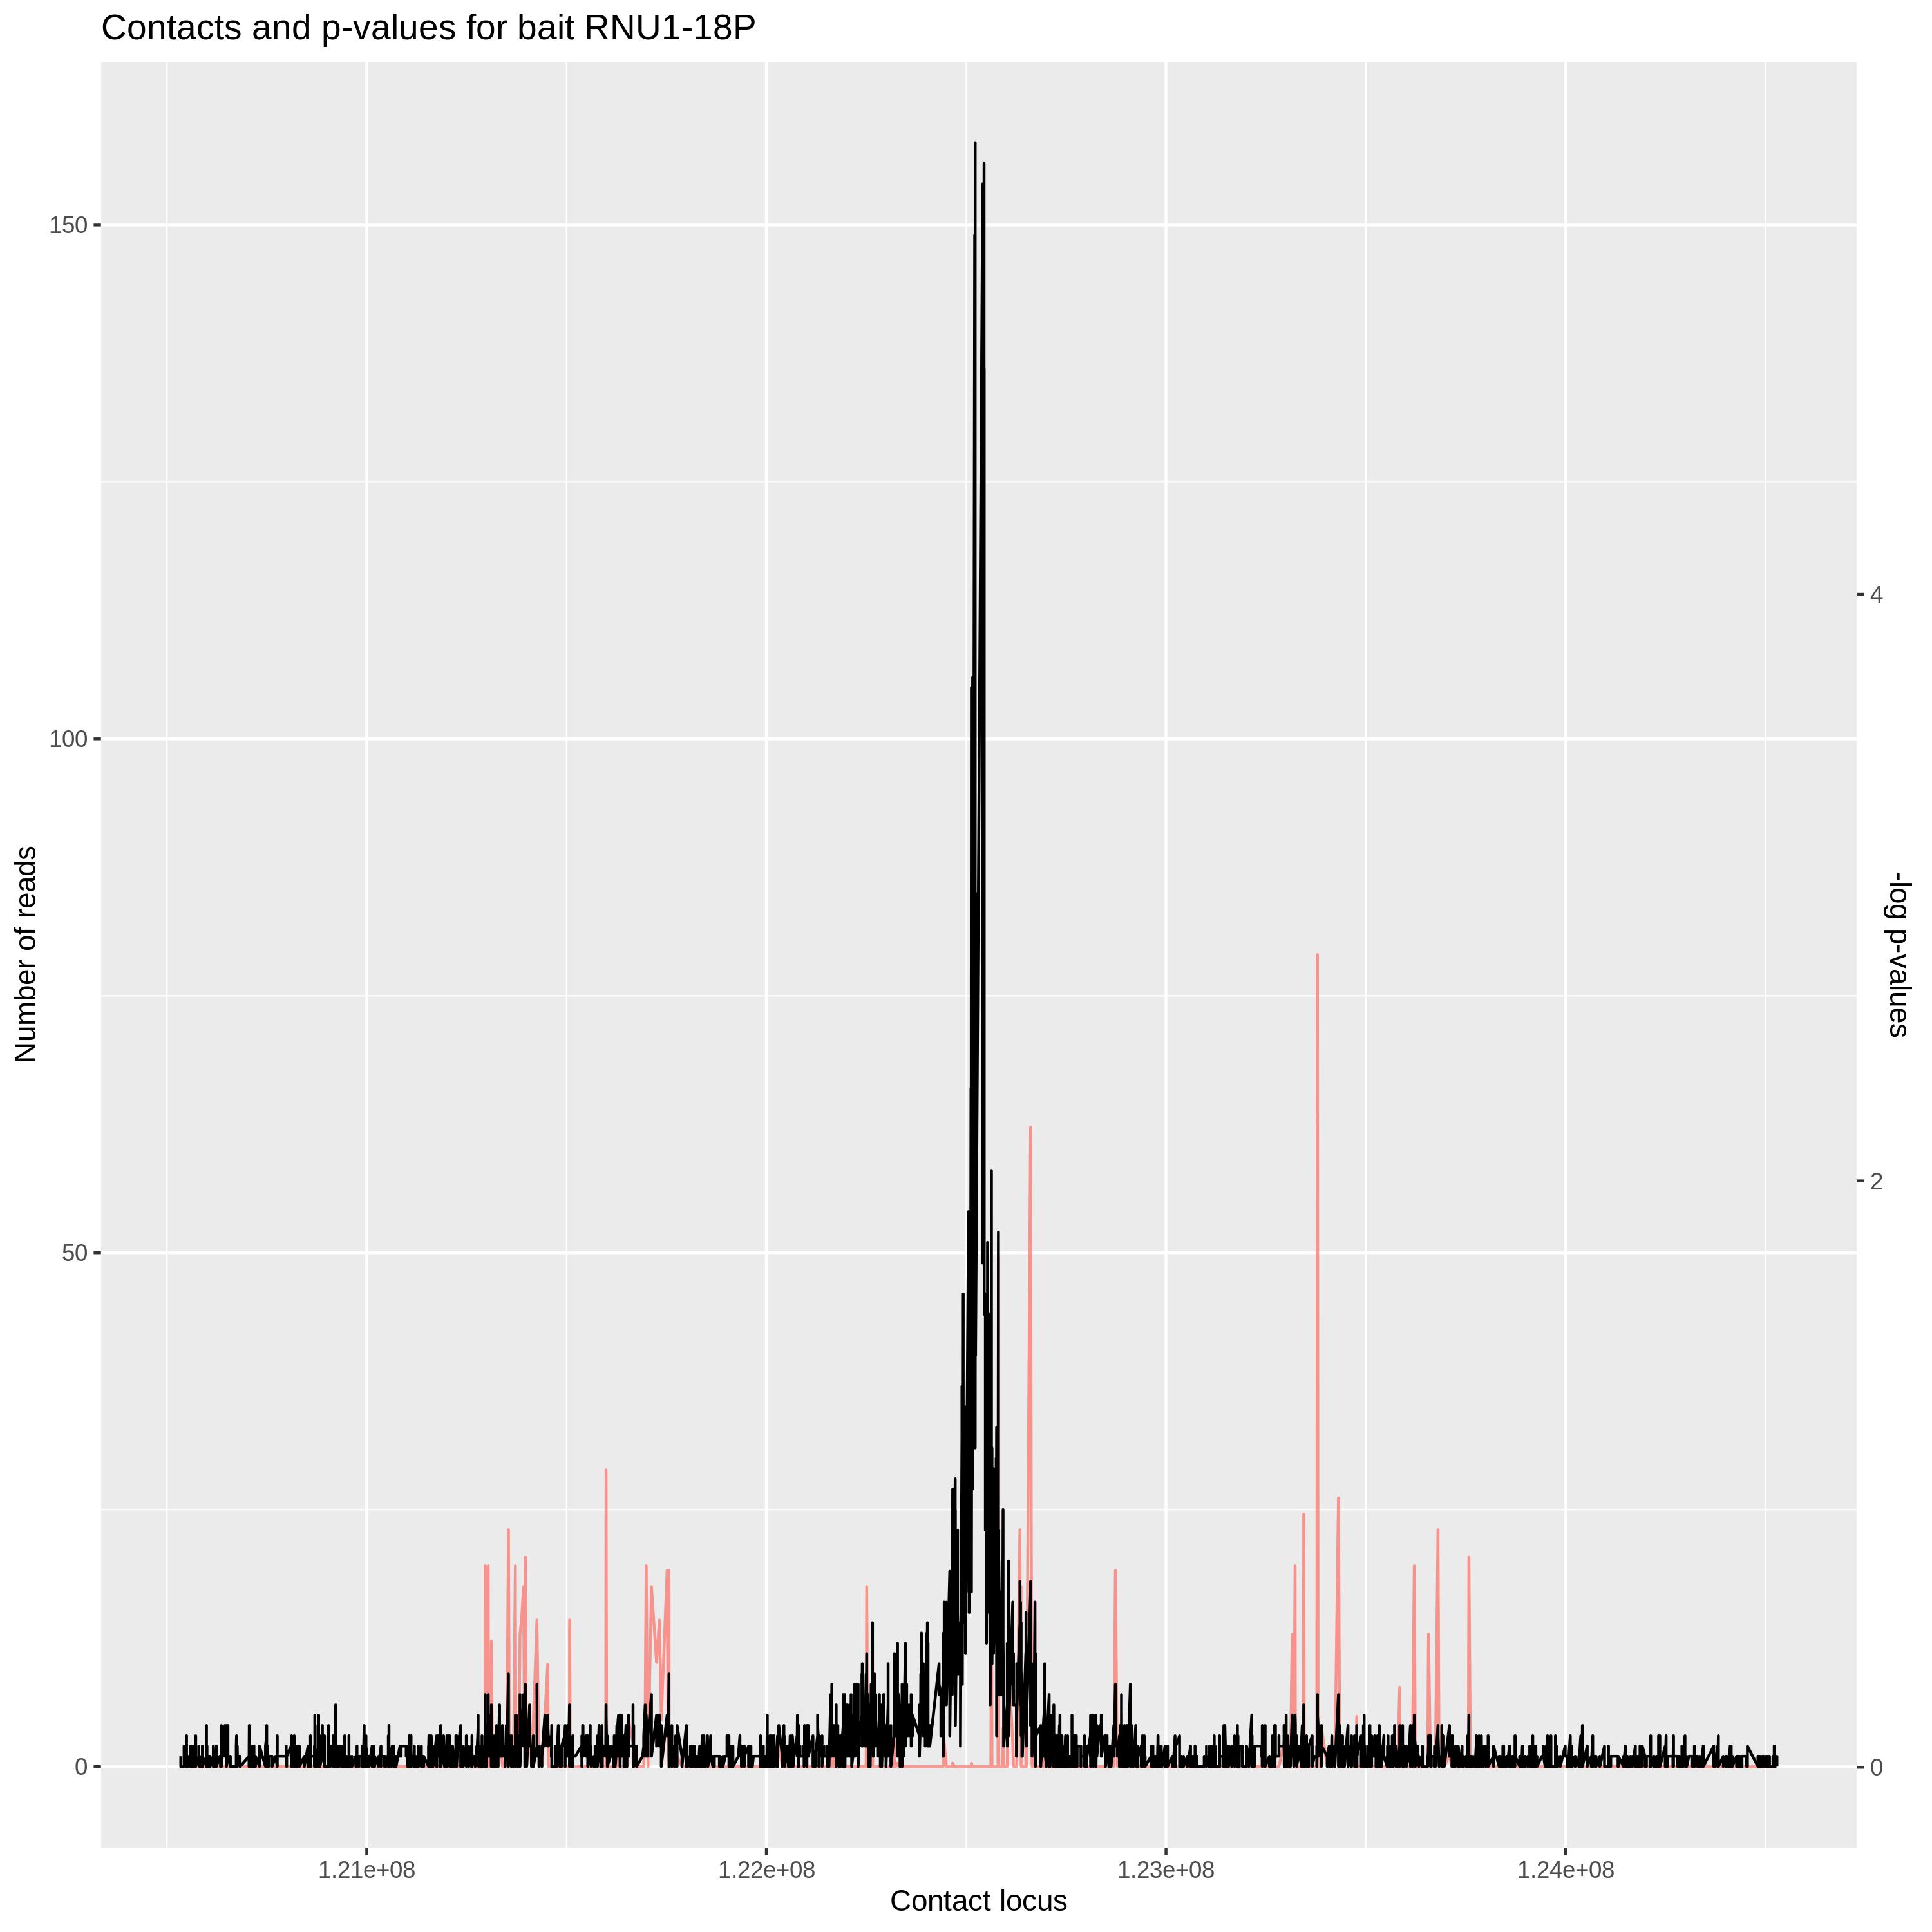 Contacts and p-values for bait RNU1-18P
150
100
50
0
Number of reads
4
2
0
-log p-values
1.21e+08
1.22e+08
1.23e+08
1.24e+08
Contact locus